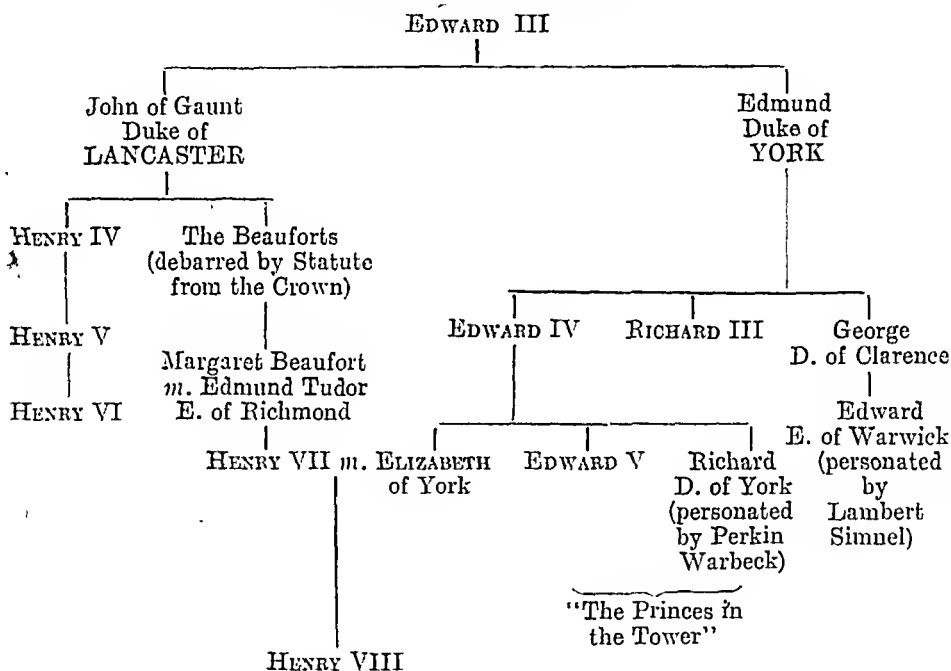 EDWARD III
John of Gaunt
Duke of
LANCASTER
Edmund
Duke of
YORK
HENRY IV
The Beauforts
(debarred by Statute
from the Crown)
HENRY V
EDWARD IV
RICHARD III
George
D. of Clarence
Margaret Beaufort
m. Edmund Tudor
E. of Richmond
HENRY VI
Edward
E. of Warwick
(personated
by
Lambert
Simnel)
HENRY VII m. ELIZABETH
of York
EDWARD V
Richard
D. of York
(personated
by Perkin
Warbeck)
"The Princes in
the Tower"
HENRY VIII